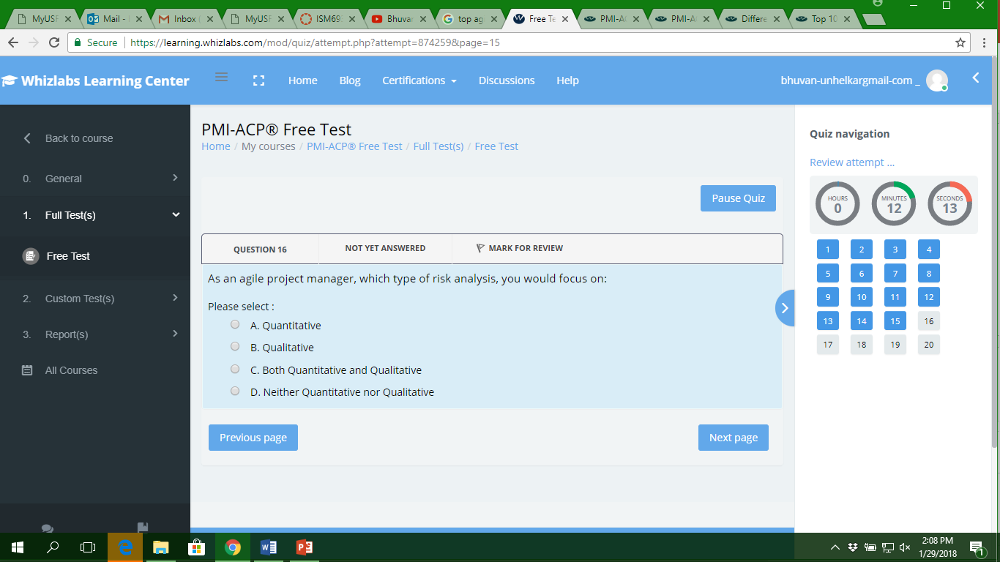 MyUSF
Mail -
Inbox (
MyUSF
ISM69
Bhuvan
top ag
Free Te
PMI-A
PMI-A
Differe
Top 10
Secure
https://learning.whizlabs.com/mod/quiz/attempt.php?attempt=874259&page=15
Whizlabs Learning Center
Home
Blog
Certifications
Discussions
Help
bhuvan-unhelkargmail-com _
Back to course
0. General
1. Full Test(s)
Free Test
2. Custom Test(s)
3. Report(s)
All Courses
PMI-ACP® Free Test
Home / My courses / PMI-ACP® Free Test / Full Test(s) / Free Test
Pause Quiz
QUESTION 16
NOT YET ANSWERED
MARK FOR REVIEW
As an agile project manager, which type of risk analysis, you would focus on:
Please select :
A. Quantitative
B. Qualitative
C. Both Quantitative and Qualitative
D. Neither Quantitative nor Qualitative
Previous page
Next page
Quiz navigation
Review attempt ...
HOURS
0
MINUTES
12
SECONDS
13
1 2 3 4
5 6 7 8
9 10 11 12
13 14 15 16
17 18 19 20
2:08 PM
1/29/2018
1